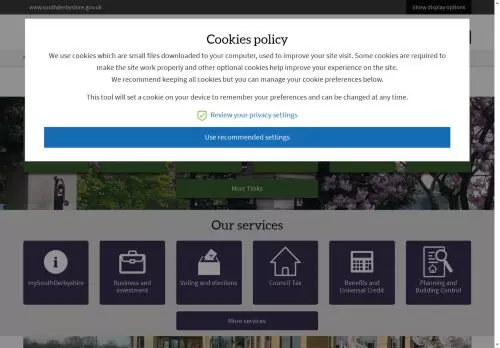 www.southderbyshire.gov.uk
Show display options
Cookies policy
We use cookies which are small files downloaded to your computer, used to improve your site visit. Some cookies are required to
make the site work properly and other optional cookies help improve your experience on the site.
We recommend keeping all cookies but you can manage your cookie preferences below.
This tool will set a cookie on your device to remember your preferences and can be changed at any time.
Review your privacy settings
Use recommended settings
More Tasks
Our services
mySouthDerbyshire
Business and
investment
Voting and elections
Council Tax
Benefits and
Universal Credit
Planning and
Building Control
More services